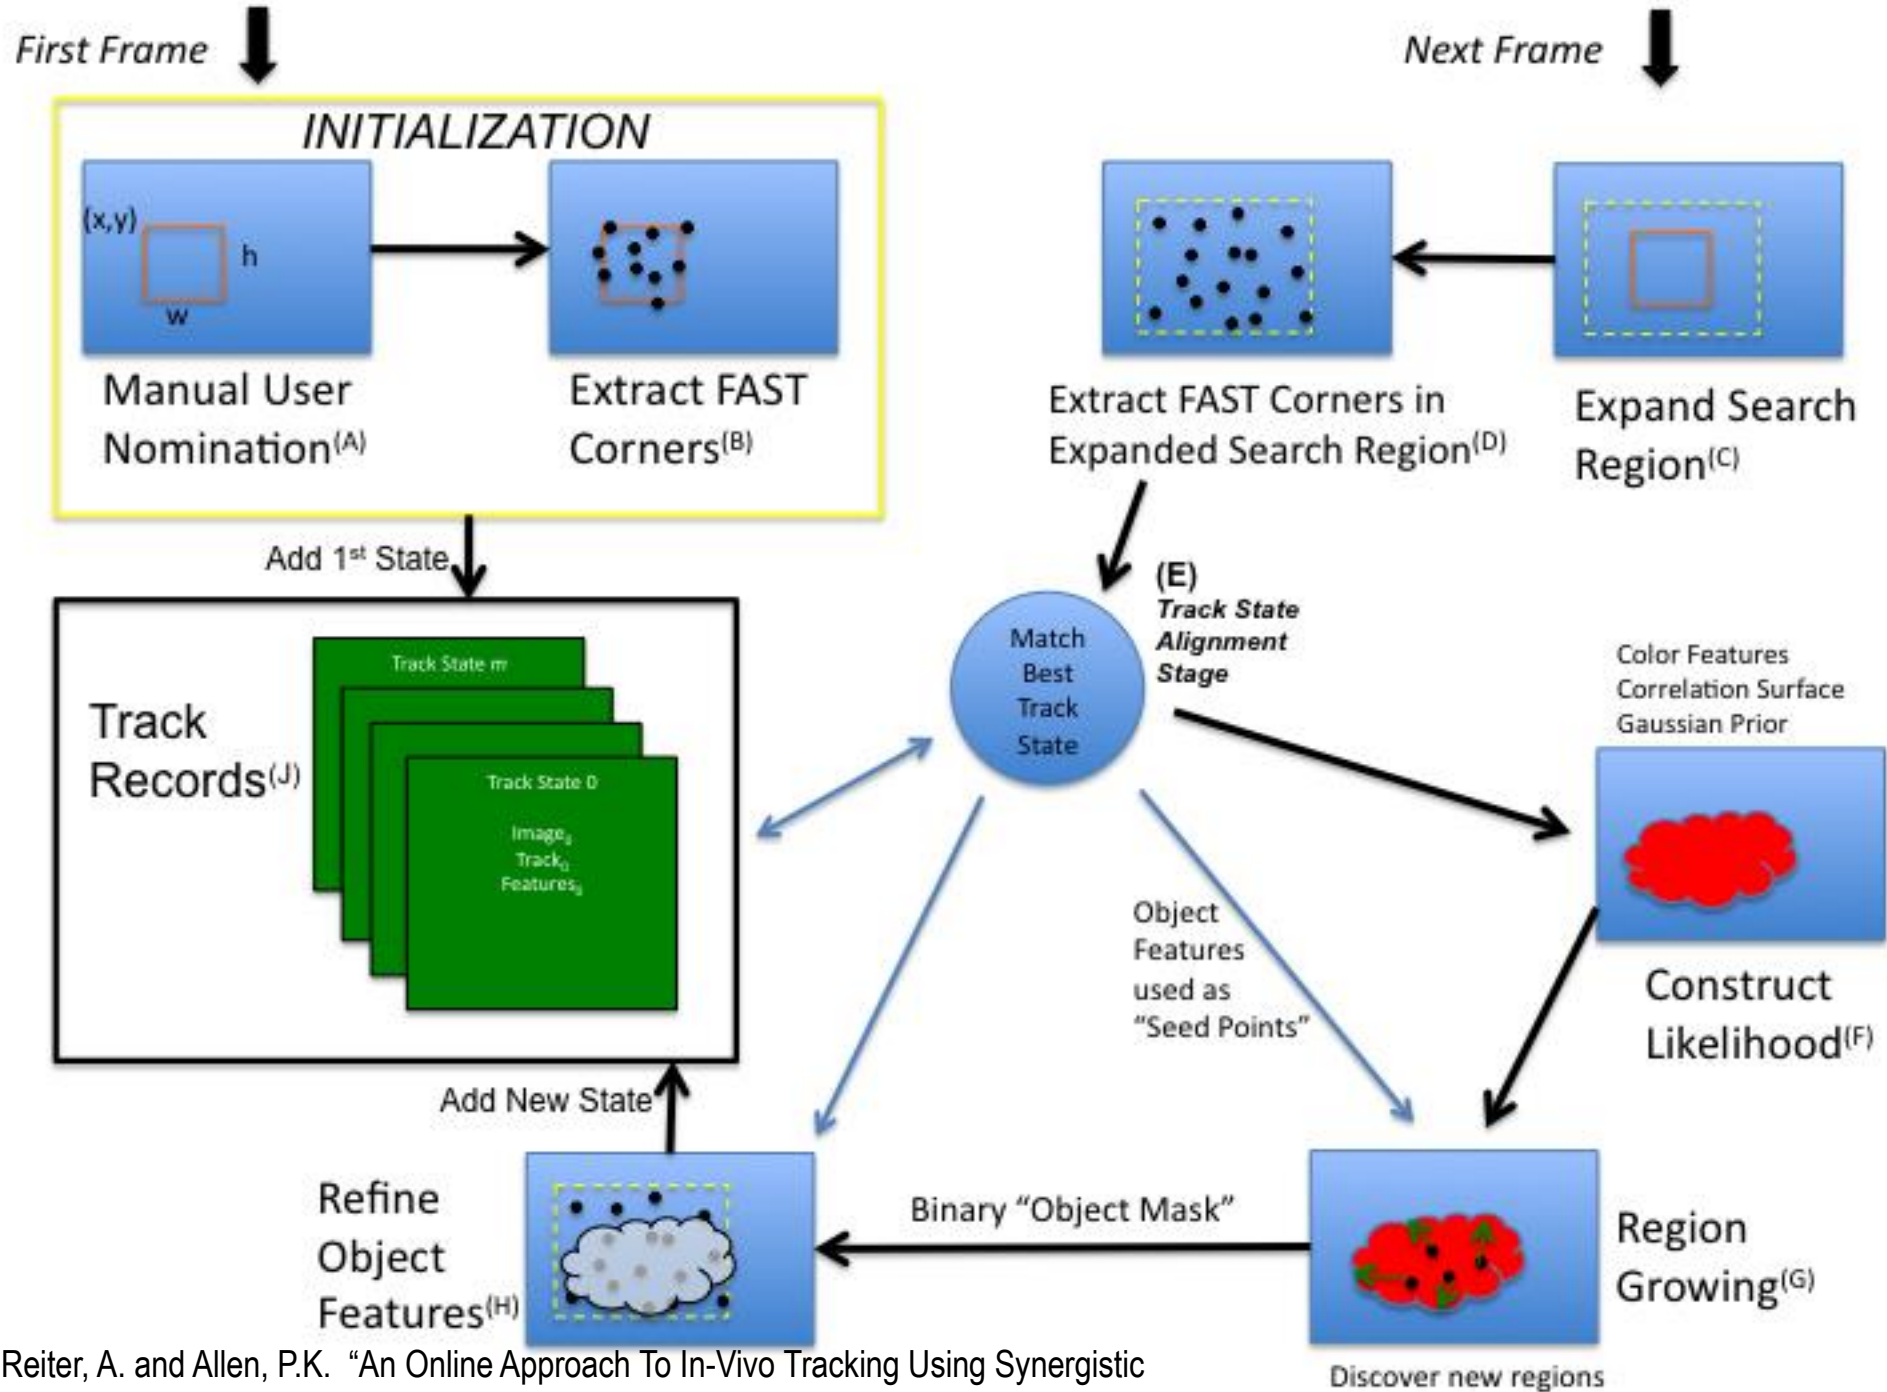 First Frame
Next Frame
INITIALIZATION
(x,y)
h
w
Manual User
Nomination(A)
Extract FAST
Corners(B)
Extract FAST Corners in
Expanded Search Region(D)
Expand Search
Region(C)
Add 1st State
(E)
Track State
Alignment
Stage
Match
Best
Track
State
Color Features
Correlation Surface
Gaussian Prior
Track
Records(J)
Track State m
Track State 0
Image0
Track0
Features0
Object
Features
used as
"Seed Points"
Construct
Likelihood(F)
Add New State
Refine
Object
Features(H)
Binary "Object Mask"
Region
Growing(G)
Reiter, A. and Allen, P.K. "An Online Approach To In-Vivo Tracking Using Synergistic
Discover new regions